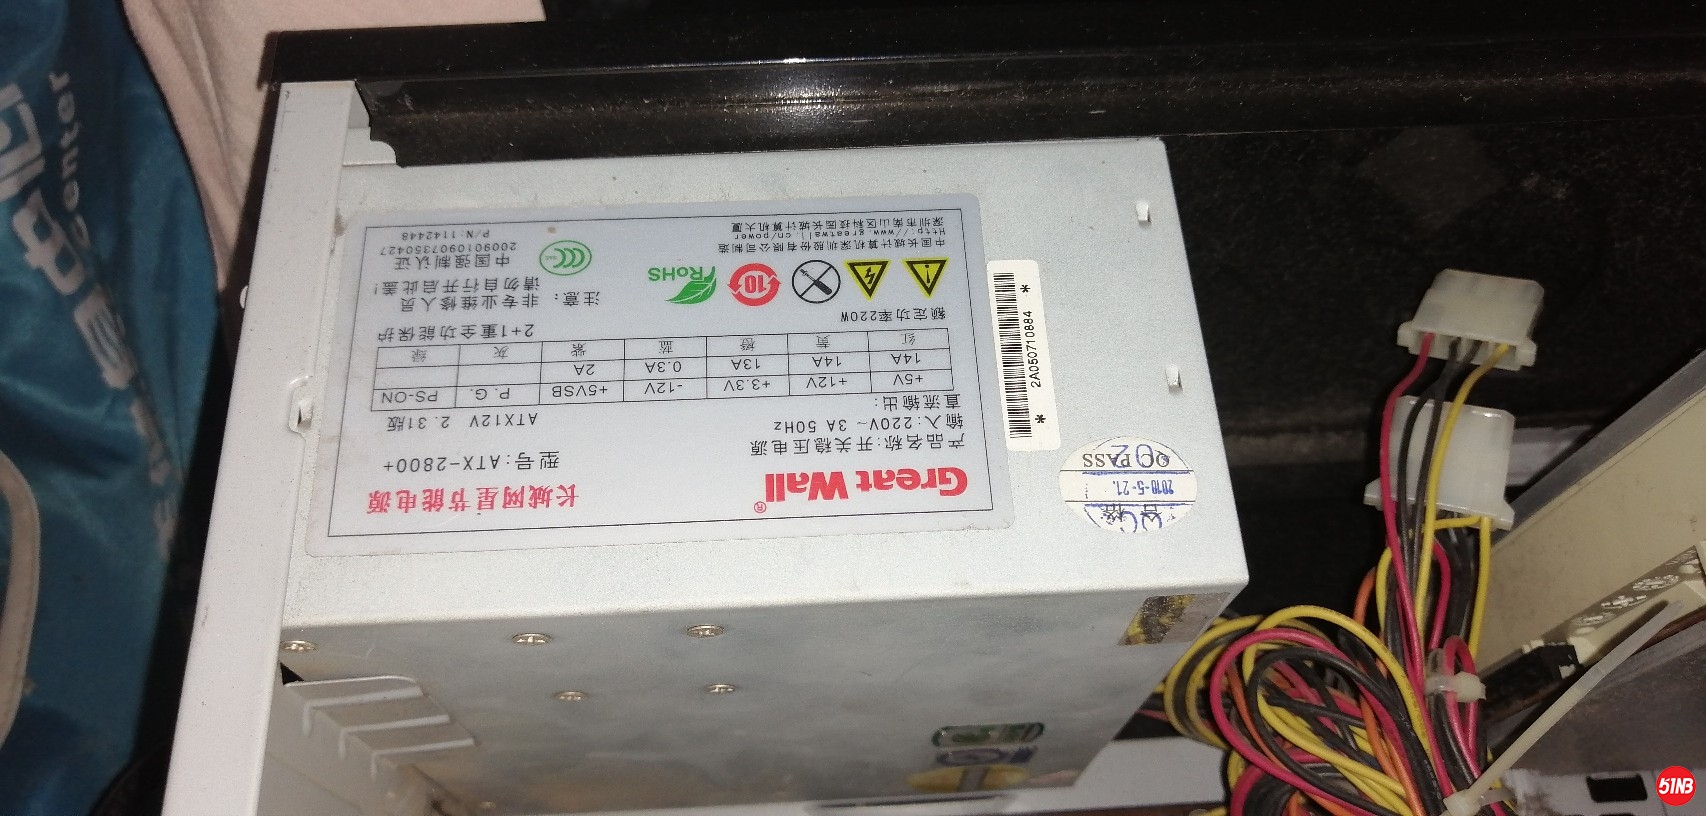 Great Wall®
长城网星节能电源
产品名称:开关稳压电源
型号:ATX-2800+
输入:220V~ 3A 50Hz
ATX12V 2.31版
直流输出:
+5V +12V +3.3V -12V +5VSB P.G. PS-ON
14A 14A 13A 0.3A 2A
红 黄 橙 蓝 紫 灰 绿
额定功率220W
2+1重全功能保护
10
RoHS
注意: 非专业维修人员
请勿自行开启此盖!
中国长城计算机深圳股份有限公司制造
Http://www.greatwall.cn/power
深圳市南山区科技园长城计算机大厦
中国强制认证
2009010907350427
P/N:1142448
* 2A050710884 *
合格
2010-5-21.
QC PASS
02
Center
51NB